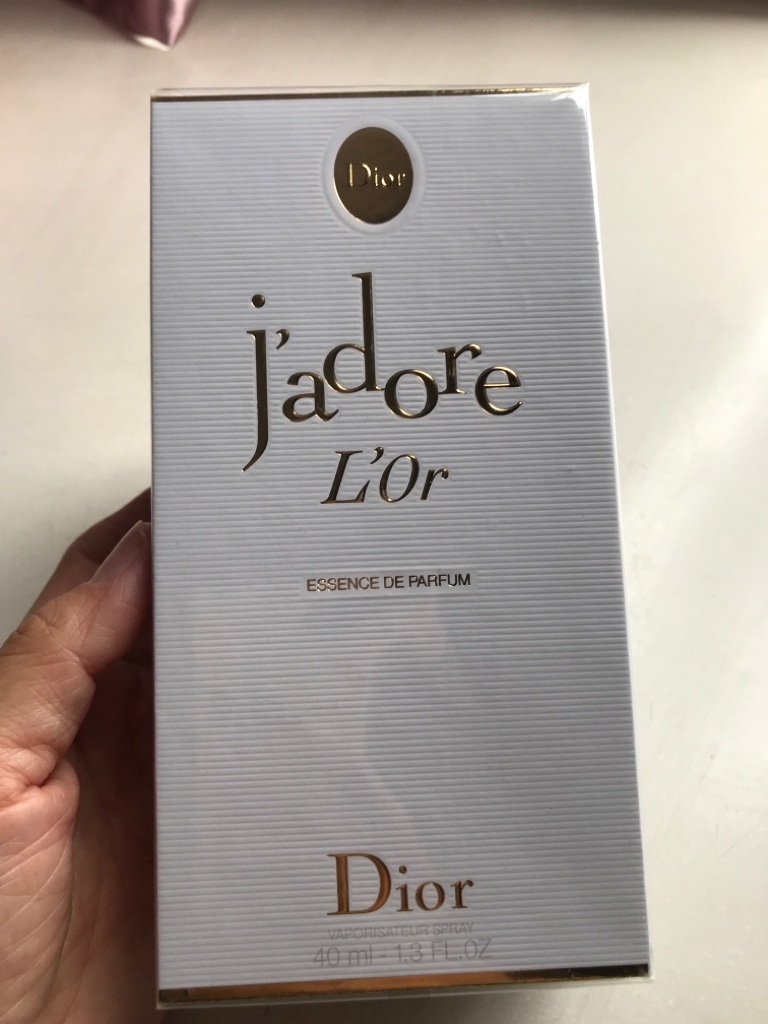 Dior
j'adore
L'Or
ESSENCE DE PARFUM
Dior
VAPORISATEUR SPRAY
40 ml - 1.3 FL.OZ